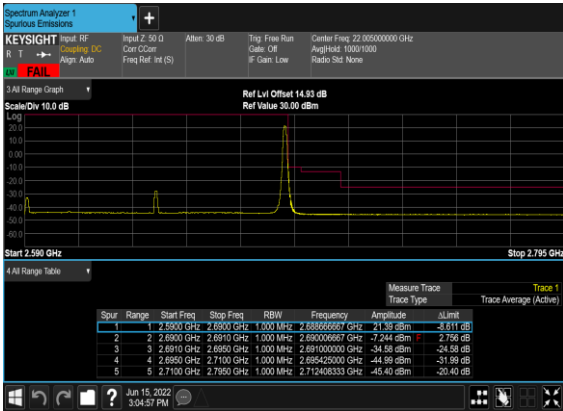 Spectrum Analyzer 1
Spurious Emissions
+
KEYSIGHT Input: RF Input Z: 50 Ω Atten: 30 dB Trig: Free Run Center Freq: 22.005000000 GHz
R T Coupling: DC Corr CCorr Gate: Off Avg|Hold: 1000/1000
Align: Auto Freq Ref: Int (S) IF Gain: Low Radio Std: None
LW FAIL
3 All Range Graph
Ref Lvl Offset 14.93 dB
Scale/Div 10.0 dB Ref Value 30.00 dBm
Log
20.0
10.0
0.00
-10.0
-20.0
-30.0
-40.0
-50.0
-60.0
Start 2.590 GHz Stop 2.795 GHz
4 All Range Table
Measure Trace Trace 1
Trace Type Trace Average (Active)
Spur Range Start Freq Stop Freq RBW Frequency Amplitude ΔLimit
1 1 2.5900 GHz 2.6900 GHz 1.000 MHz 2.688666667 GHz 21.39 dBm -8.611 dB
2 2 2.6900 GHz 2.6910 GHz 1.000 MHz 2.690006667 GHz -7.244 dBm F 2.756 dB
3 3 2.6910 GHz 2.6950 GHz 1.000 MHz 2.691000000 GHz -34.58 dBm -24.58 dB
4 4 2.6950 GHz 2.7100 GHz 1.000 MHz 2.695425000 GHz -44.99 dBm -31.99 dB
5 5 2.7100 GHz 2.7950 GHz 1.000 MHz 2.712408333 GHz -45.40 dBm -20.40 dB
?
Jun 15, 2022
3:04:57 PM